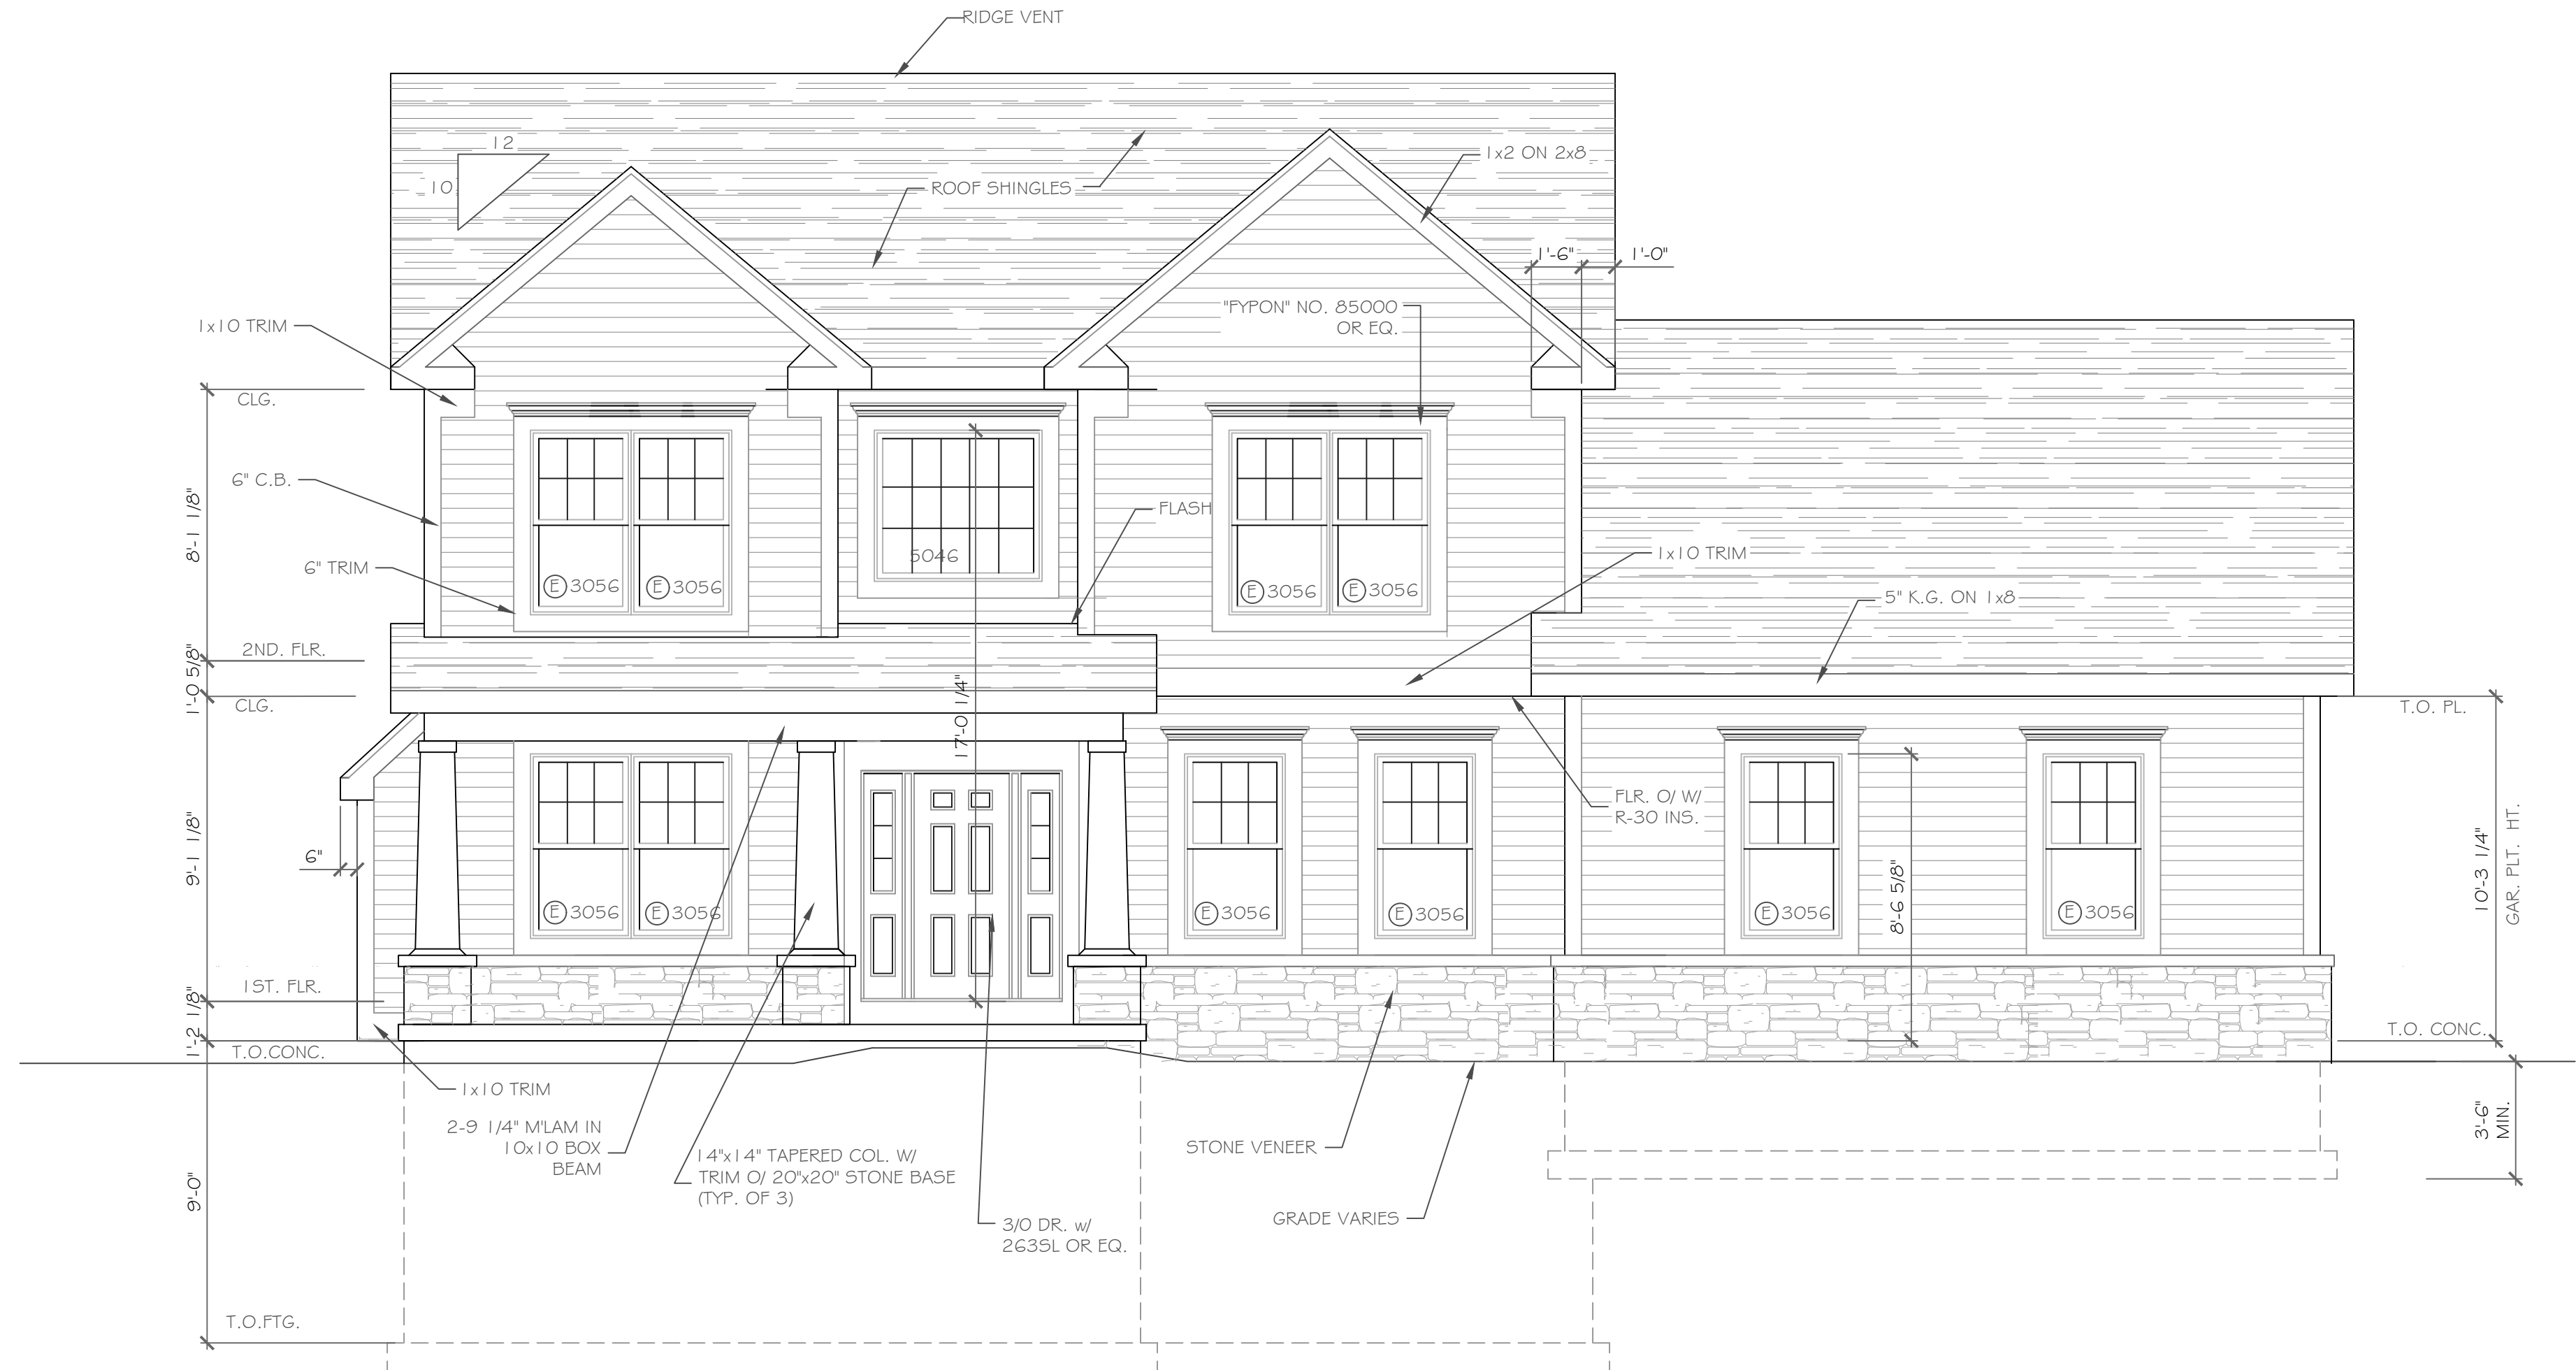 RIDGE VENT
12
10
ROOF SHINGLES
1x2 ON 2x8
1'-6"
1'-0"
"FYPON" NO. 85000
OR EQ.
1x10 TRIM
CLG.
6" C.B.
8'-1 1/8"
FLASH
5046
1x10 TRIM
6" TRIM
E 3056
E 3056
E 3056
E 3056
5" K.G. ON 1x8
2ND. FLR.
1'-0 5/8"
CLG.
17'-0 1/4"
T.O. PL.
9'-1 1/8"
6"
FLR. O/ W/
R-30 INS.
8'-6 5/8"
10'-3 1/4"
GAR. PLT. HT.
E 3056
E 3056
E 3056
E 3056
E 3056
E 3056
1ST. FLR.
1'-2 1/8"
T.O.CONC.
T.O. CONC.
1x10 TRIM
2-9 1/4" M'LAM IN
10x10 BOX
BEAM
14"x14" TAPERED COL. W/
TRIM O/ 20"x20" STONE BASE
(TYP. OF 3)
STONE VENEER
3'-6"
MIN.
9'-0"
3/0 DR. w/
263SL OR EQ.
GRADE VARIES
T.O.FTG.